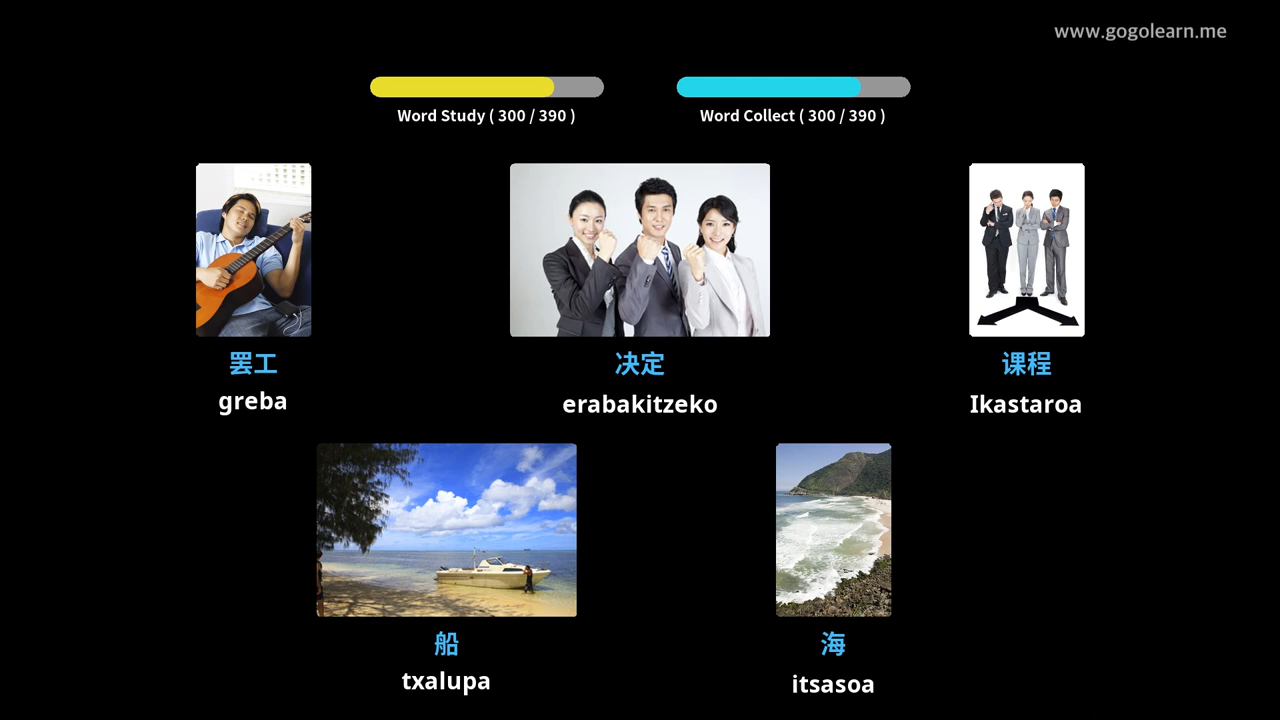 www.gogolearn.me
Word Study ( 300 / 390 )
Word Collect ( 300 / 390 )
罢工
决定
课程
greba
erabakitzeko
Ikastaroa
船
海
txalupa
itsasoa